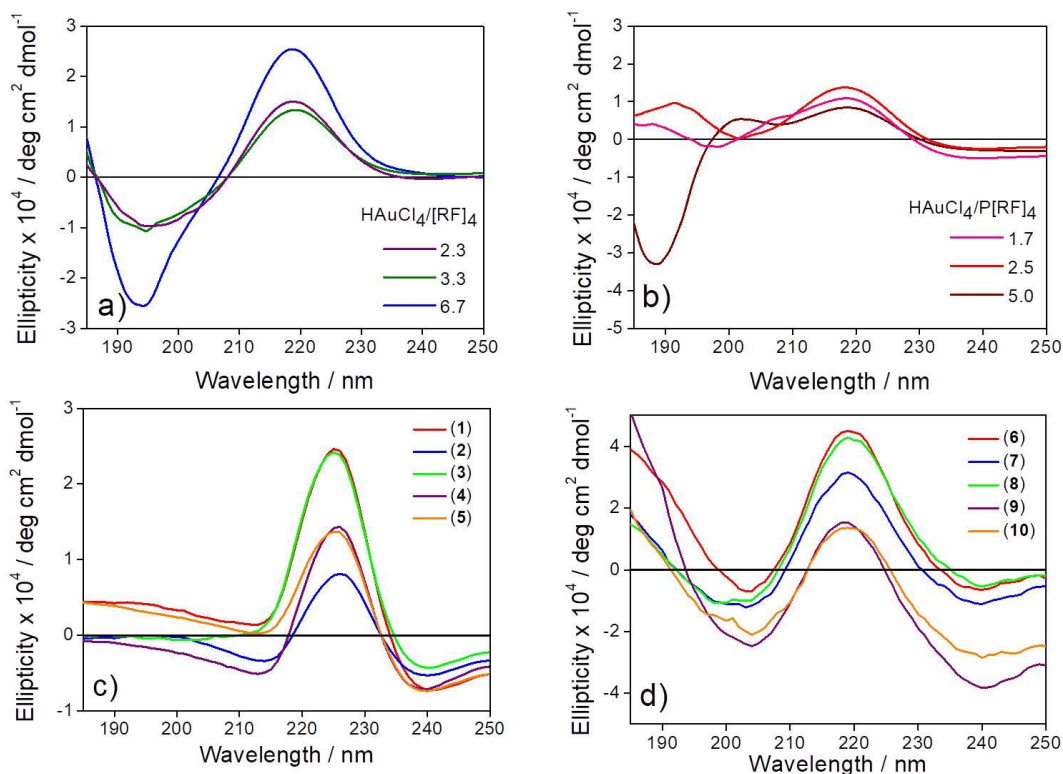 Ellipticity x 10⁴ / deg cm² dmol⁻¹
3
2
1
0
-1
-2
-3
190 200 210 220 230 240 250
Wavelength / nm
HAuCl₄/[RF]₄
2.3
3.3
6.7
a)
Ellipticity x 10⁴ / deg cm² dmol⁻¹
3
2
1
0
-1
-2
-3
-4
-5
190 200 210 220 230 240 250
Wavelength / nm
HAuCl₄/P[RF]₄
1.7
2.5
5.0
b)
Ellipticity x 10⁴ / deg cm² dmol⁻¹
3
2
1
0
-1
190 200 210 220 230 240 250
Wavelength / nm
(1)
(2)
(3)
(4)
(5)
c)
Ellipticity x 10⁴ / deg cm² dmol⁻¹
4
2
0
-2
-4
190 200 210 220 230 240 250
Wavelength / nm
(6)
(7)
(8)
(9)
(10)
d)